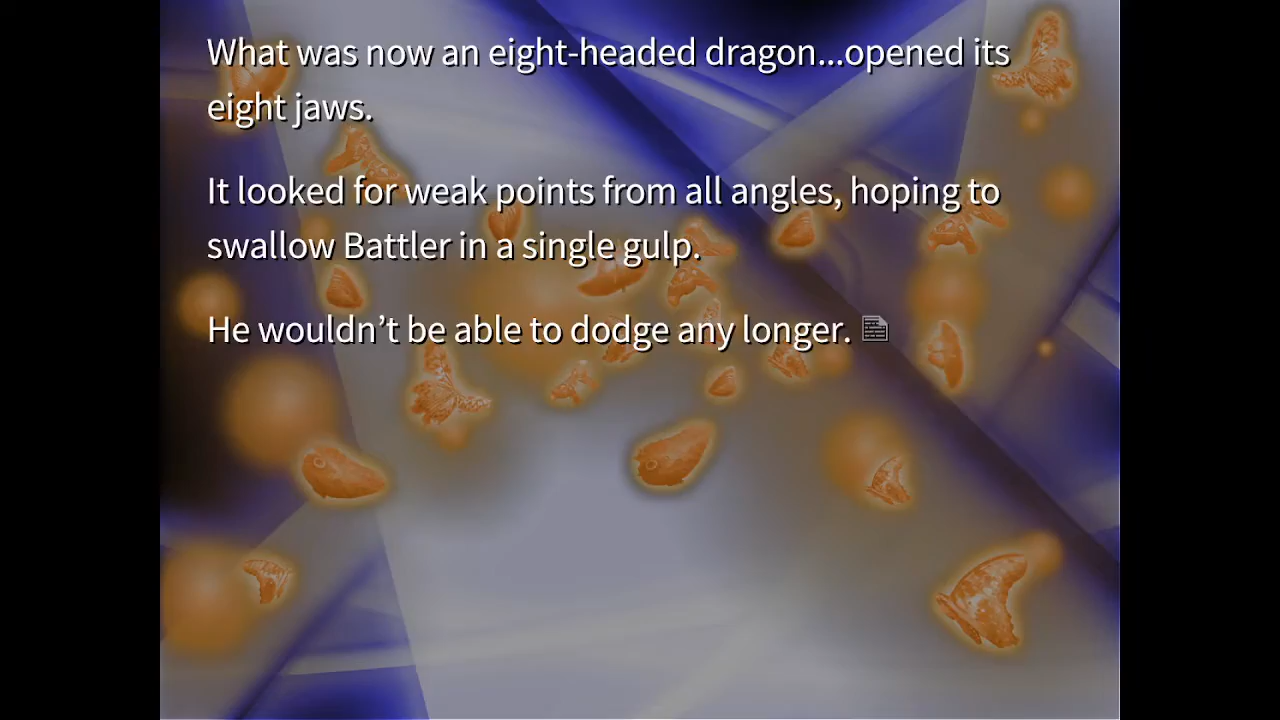 What was now an eight-headed dragon...opened its
eight jaws.
It looked for weak points from all angles, hoping to
swallow Battler in a single gulp.
He wouldn’t be able to dodge any longer.